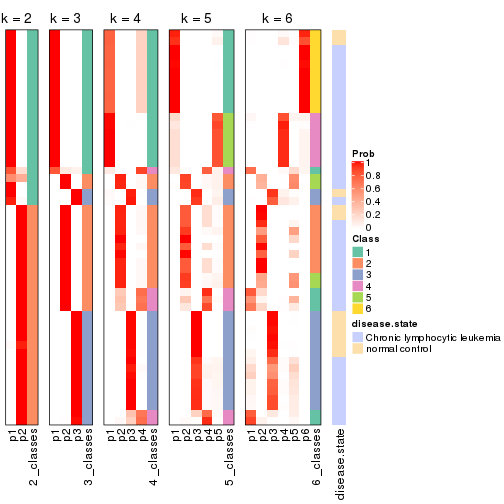 k = 2 k = 3 k = 4 k = 5 k = 6
Prob
1
0.8
0.6
0.4
0.2
0
Class
1
2
3
4
5
6
disease.state
Chronic lymphocytic leukemia
normal control
p1 p2 2_classes p1 p2 p3 3_classes p1 p2 p3 p4 4_classes p1 p2 p3 p4 p5 5_classes p1 p2 p3 p4 p5 p6 6_classes disease.state